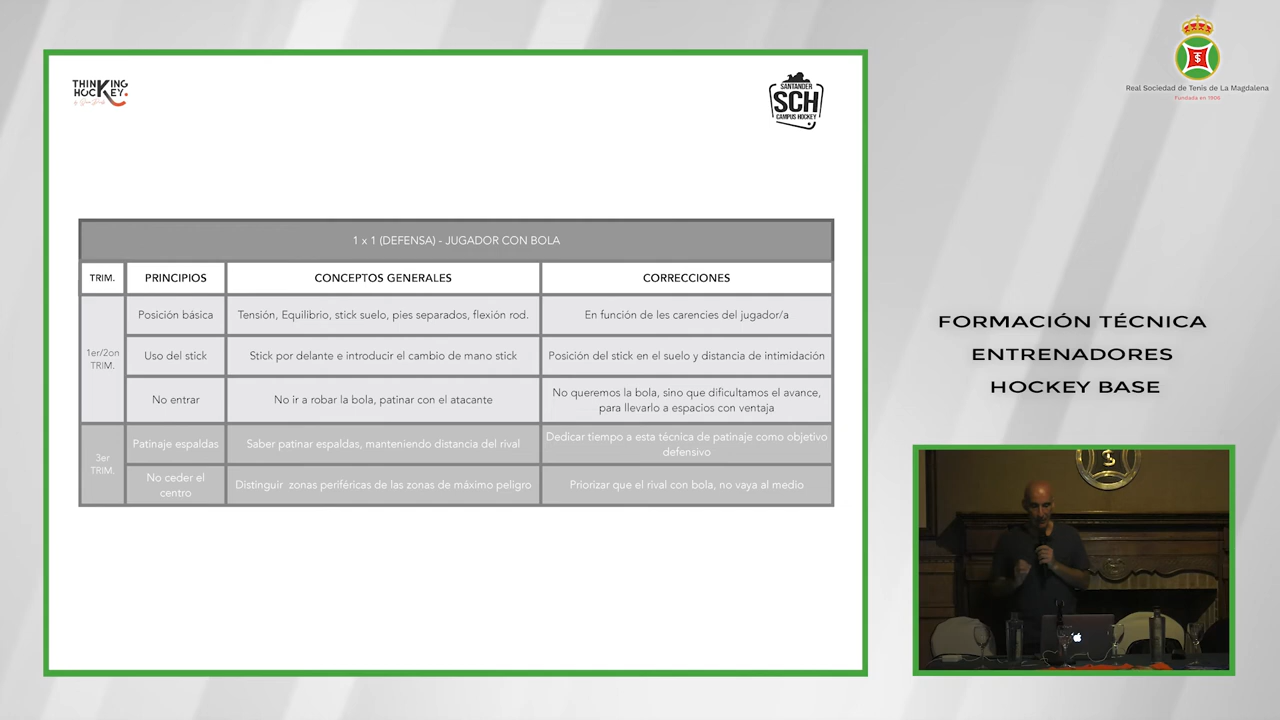 THINKING
HOCKEY
SANTANDER
SCH
CAMPUS HOCKEY
Real Sociedad de Tenis de La Magdalena
Fundada en 1906
1 x 1 (DEFENSA) - JUGADOR CON BOLA
TRIM. PRINCIPIOS CONCEPTOS GENERALES CORRECCIONES
1er/2on
TRIM.
Posición básica Tensión, Equilibrio, stick suelo, pies separados, flexión rod. En función de les carencies del jugador/a
Uso del stick Stick por delante e introducir el cambio de mano stick Posición del stick en el suelo y distancia de intimidación
No entrar No ir a robar la bola, patinar con el atacante No queremos la bola, sino que dificultamos el avance,
para llevarlo a espacios con ventaja
3er
TRIM.
Patinaje espaldas Saber patinar espaldas, manteniendo distancia del rival Dedicar tiempo a esta técnica de patinaje como objetivo
defensivo
No ceder el
centro
Distinguir zonas periféricas de las zonas de máximo peligro Priorizar que el rival con bola, no vaya al medio
FORMACIÓN TÉCNICA
ENTRENADORES
HOCKEY BASE